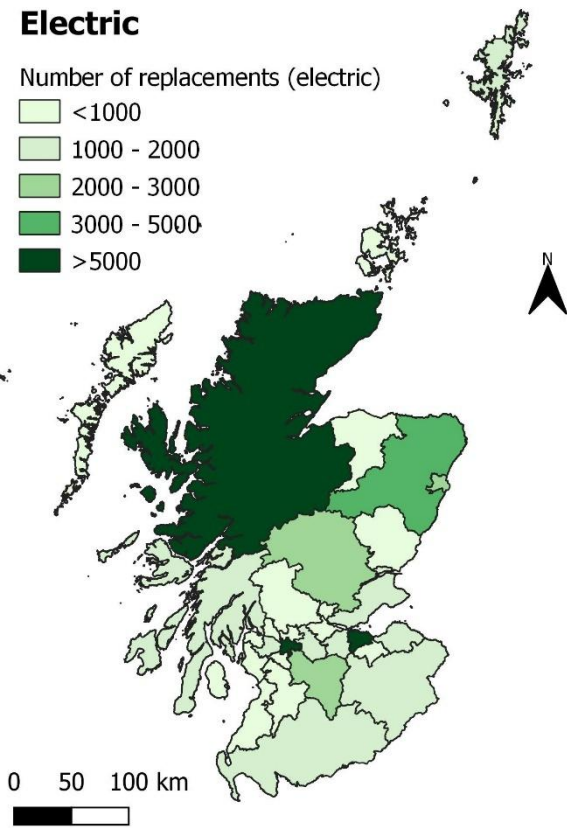 Electric
Number of replacements (electric)
<1000
1000 - 2000
2000 - 3000
3000 - 5000
>5000
N
0 50 100 km